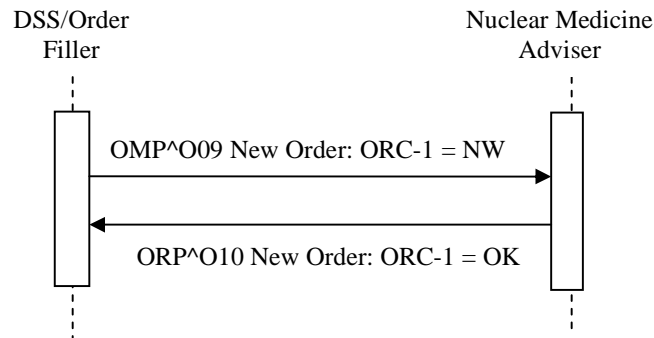 DSS/Order
Filler
Nuclear Medicine
Adviser
OMP^O09 New Order: ORC-1 = NW
ORP^O10 New Order: ORC-1 = OK